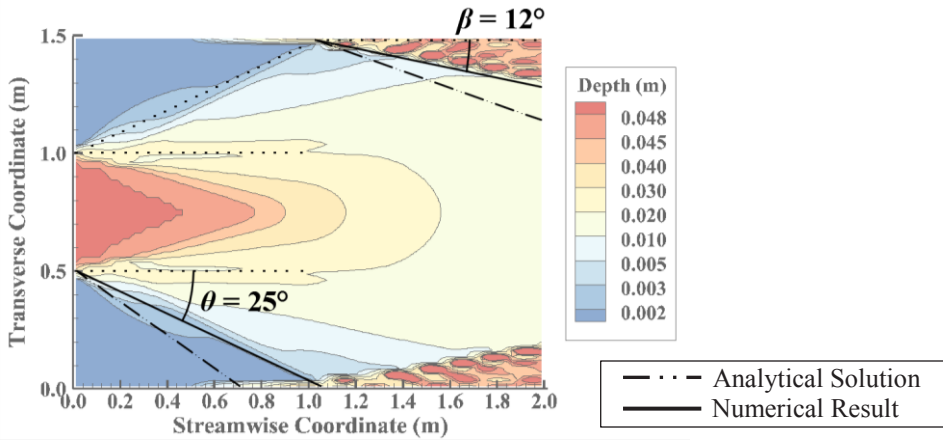 β = 12°
1.5
1.0
0.5
0.0
Transverse Coordinate (m)
θ = 25°
0.0 0.2 0.4 0.6 0.8 1.0 1.2 1.4 1.6 1.8 2.0
Streamwise Coordinate (m)
Depth (m)
0.048
0.045
0.040
0.030
0.020
0.010
0.005
0.003
0.002
Analytical Solution
Numerical Result